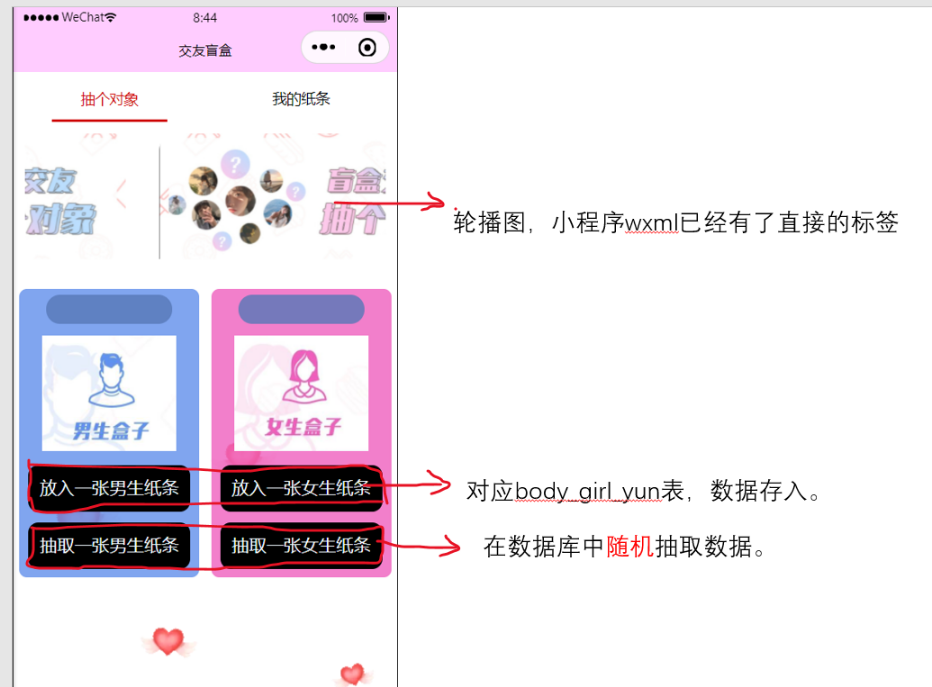 ●●●●● WeChat 8:44 100%
交友盲盒
抽个对象 我的纸条
交友 盲盒
对象 抽个
? ? ?
轮播图，小程序wxml已经有了直接的标签
男生盒子 女生盒子
放入一张男生纸条 放入一张女生纸条
对应body_girl_yun表，数据存入。
抽取一张男生纸条 抽取一张女生纸条
在数据库中随机抽取数据。